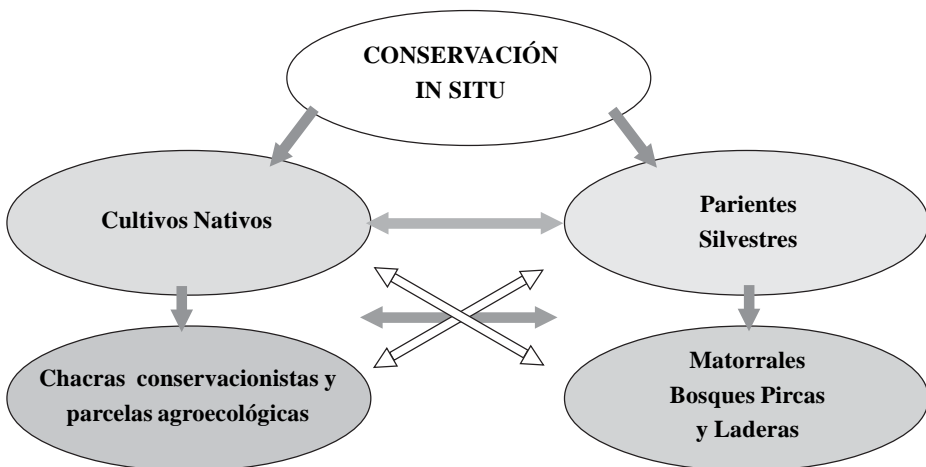 CONSERVACIÓN
IN SITU
Cultivos Nativos
Parientes
Silvestres
Chacras conservacionistas y
parcelas agroecológicas
Matorrales
Bosques Pircas
y Laderas